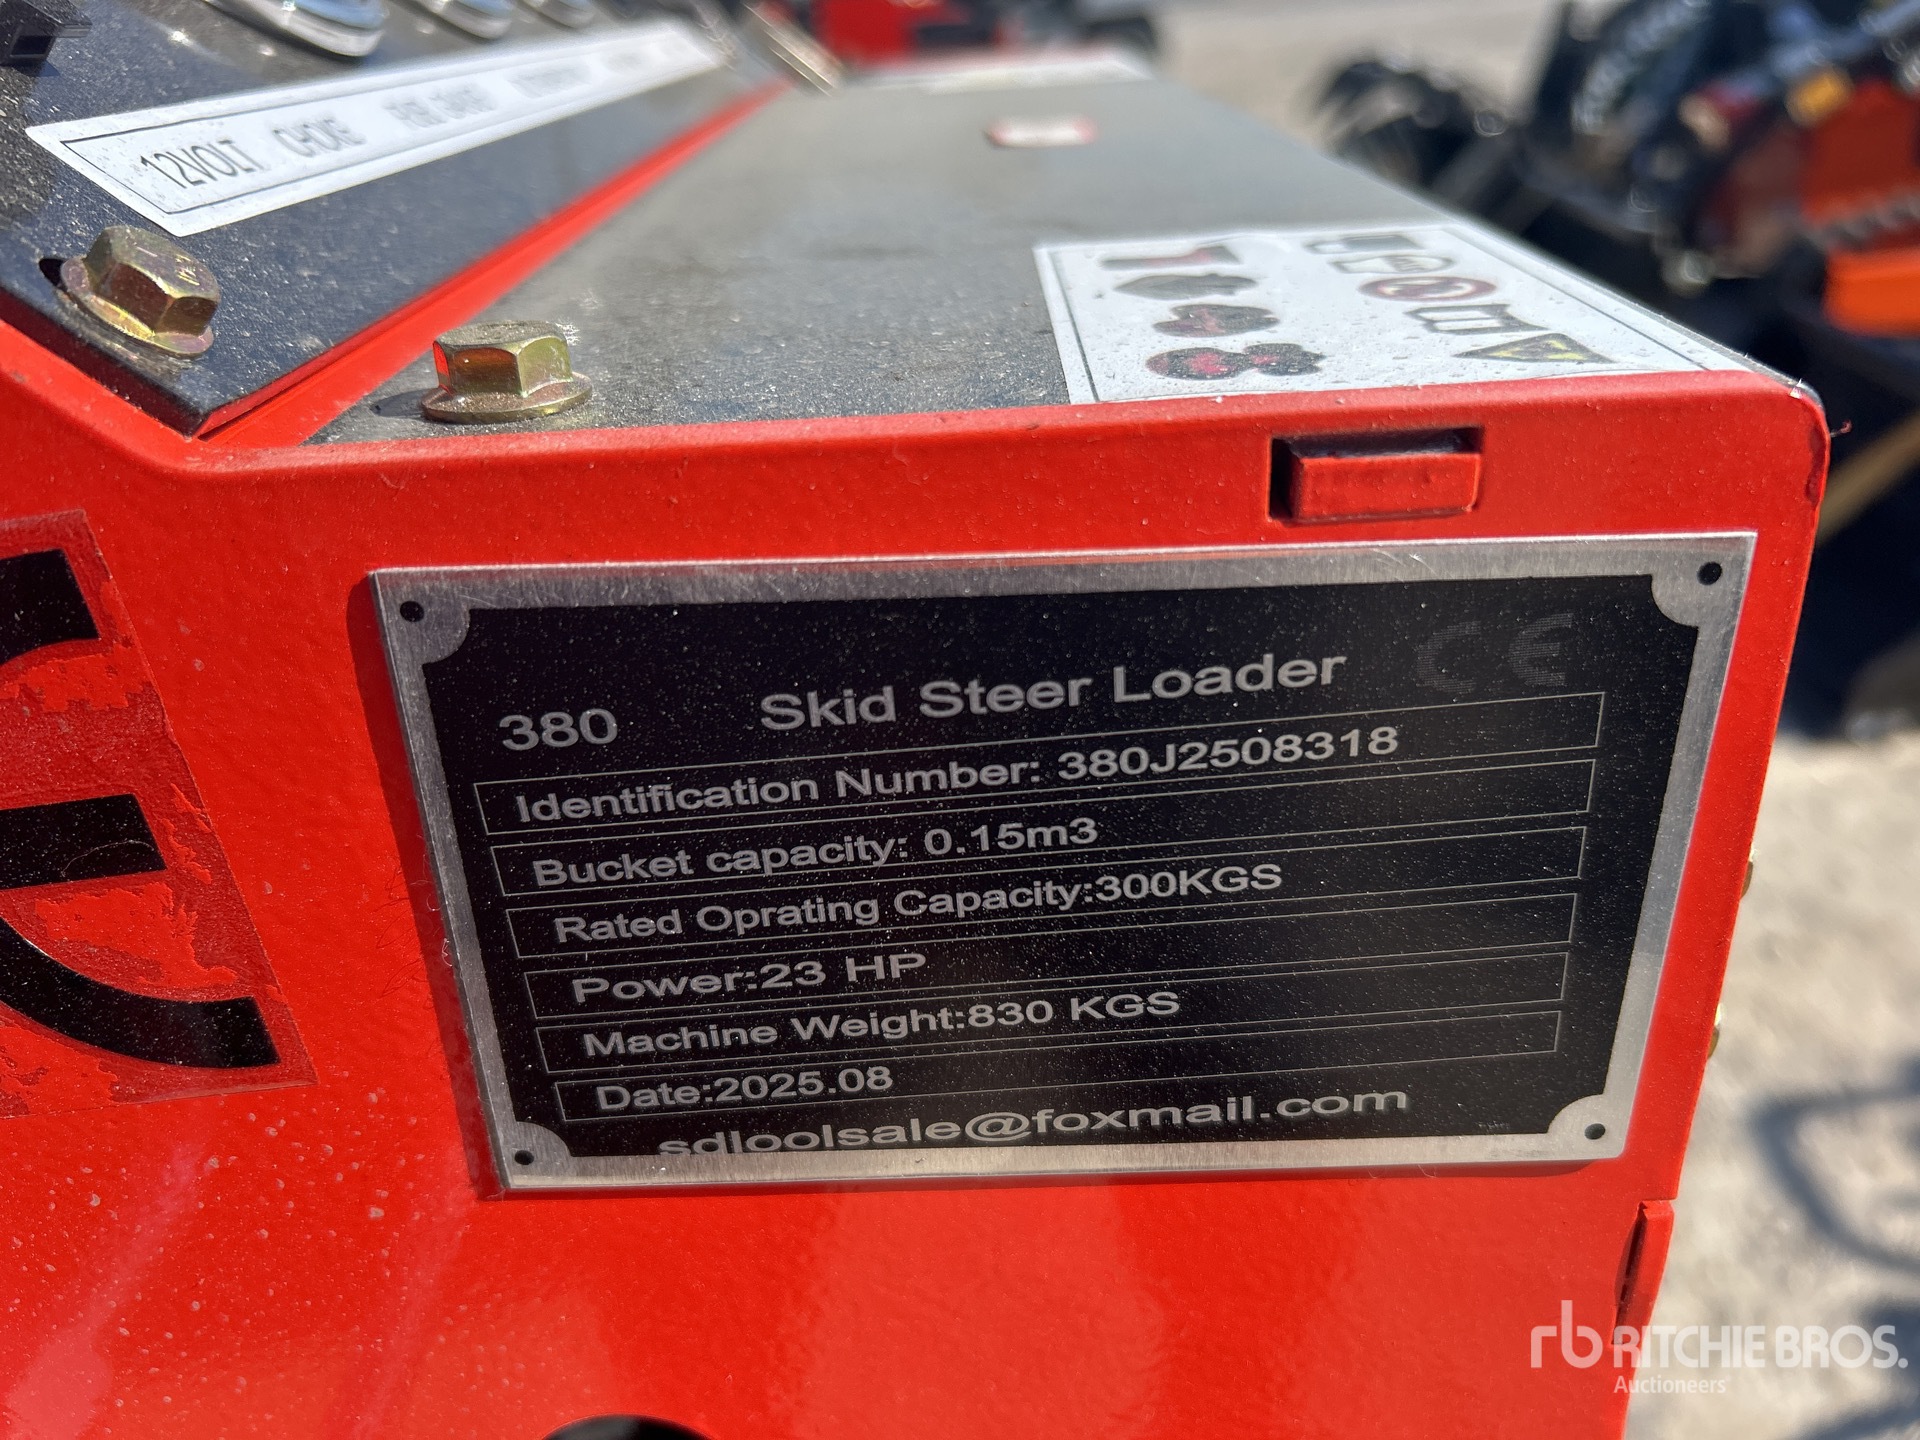 12VOLT CHOKE
380 Skid Steer Loader CE
Identification Number: 380J2508318
Bucket capacity: 0.15m3
Rated Oprating Capacity:300KGS
Power:23 HP
Machine Weight:830 KGS
Date:2025.08
sdloolsale@foxmail.com
rb RITCHIE BROS.
Auctioneers